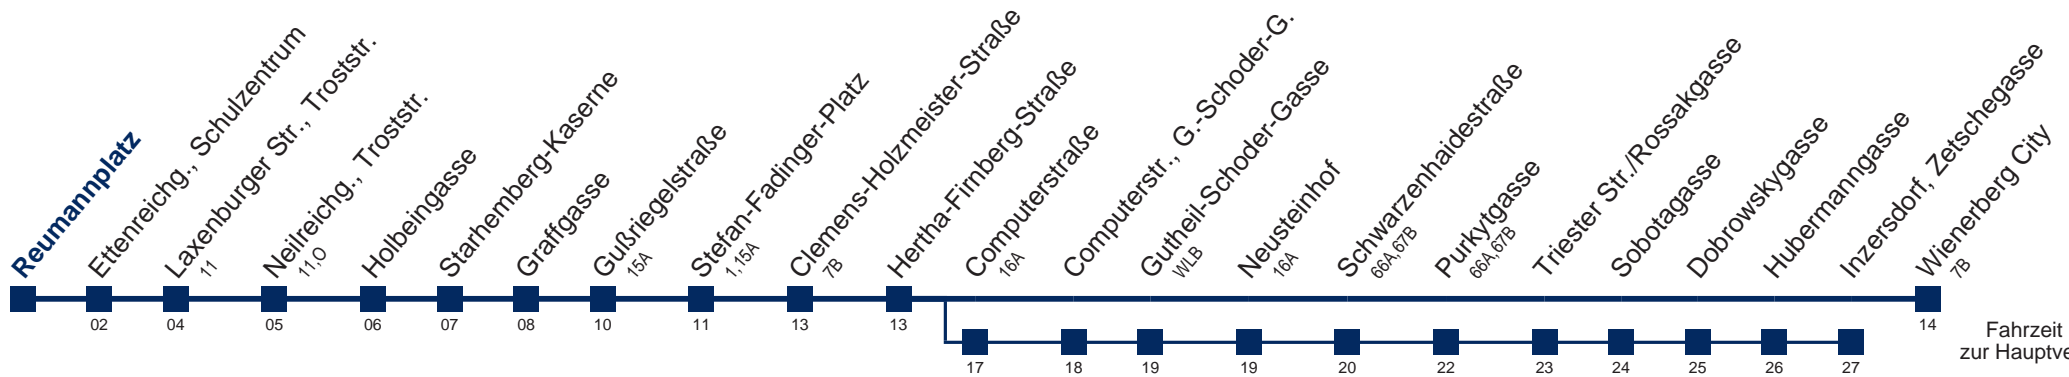 Reumannplatz
Ettenreichg., Schulzentrum
Laxenburger Str., Troststr.
11
Neilreichg., Troststr.
11,O
Holbeingasse
Starhemberg-Kaserne
Graffgasse
Gußriegelstraße
15A
Stefan-Fadinger-Platz
1,15A
Clemens-Holzmeister-Straße
7B
Hertha-Firnberg-Straße
Computerstraße
16A
Computerstr., G.-Schoder-G.
Gutheil-Schoder-Gasse
WLB
Neusteinhof
16A
Schwarzenhaidestraße
66A,67B
Purkytgasse
66A,67B
Triester Str./Rossakgasse
Sobotagasse
Dobrowskygasse
Hubermanngasse
Inzersdorf, Zetschegasse
Wienerberg City
7B
02 04 05 06 07 08 10 11 13 13 14
17 18 19 19 20 22 23 24 25 26 27
Fahrzeit
zur Hauptve